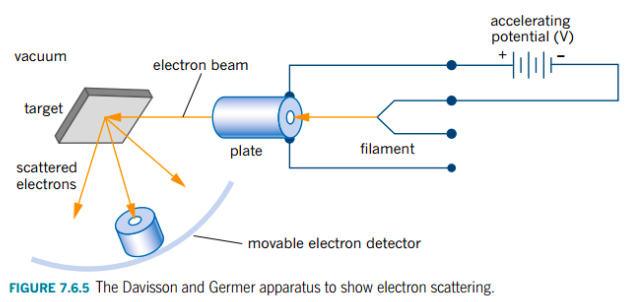 accelerating
potential (V)
+ -
vacuum
electron beam
target
plate
filament
scattered
electrons
movable electron detector
FIGURE 7.6.5 The Davisson and Germer apparatus to show electron scattering.